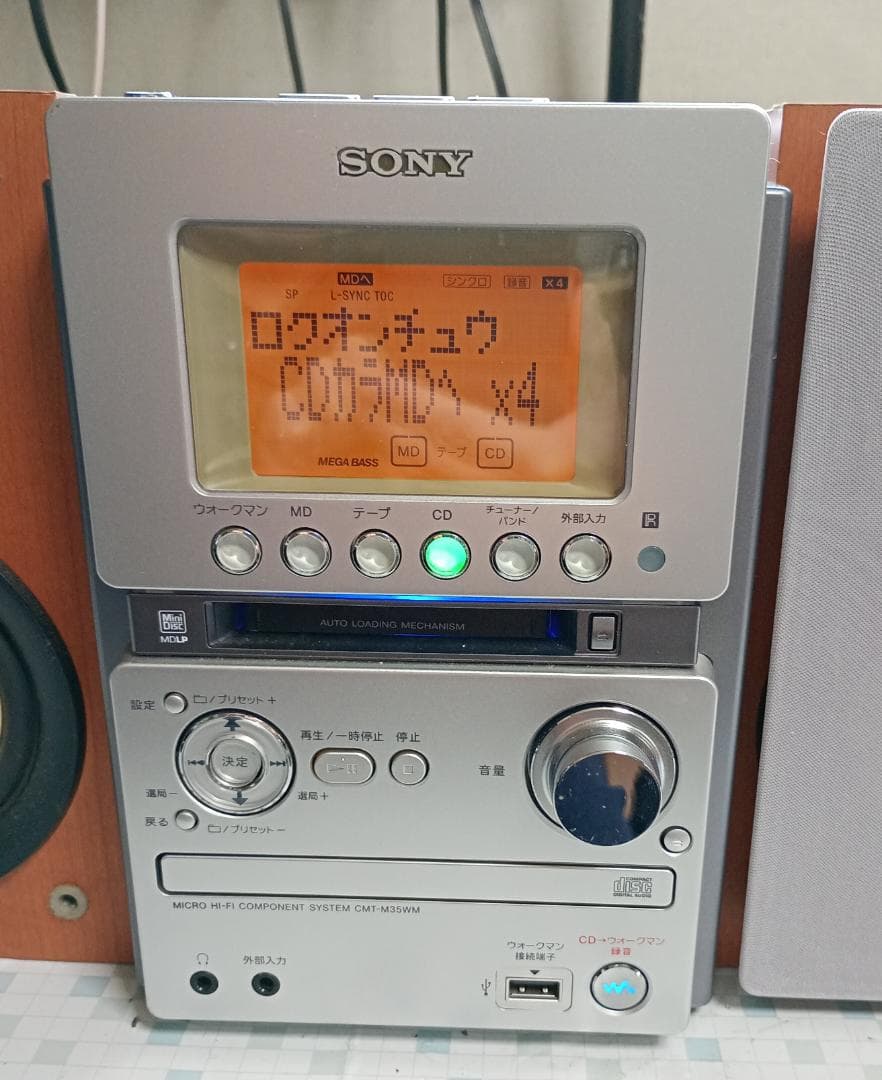 SONY
MDへ シンクロ 録音 X4
SP L-SYNC TOC
ロクオンチュウ
CDカラMDヘ x4
MEGA BASS MD テープ CD
ウォークマン MD テープ CD チューナー/バンド 外部入力 R
Mini Disc
MDLP
AUTO LOADING MECHANISM
設定 /プリセット +
再生/一時停止 停止
決定
音量
選局− 選局+
戻る /プリセット −
COMPACT disc DIGITAL AUDIO
MICRO HI-FI COMPONENT SYSTEM CMT-M35WM
外部入力
ウォークマン
接続端子
CD→ウォークマン
録音